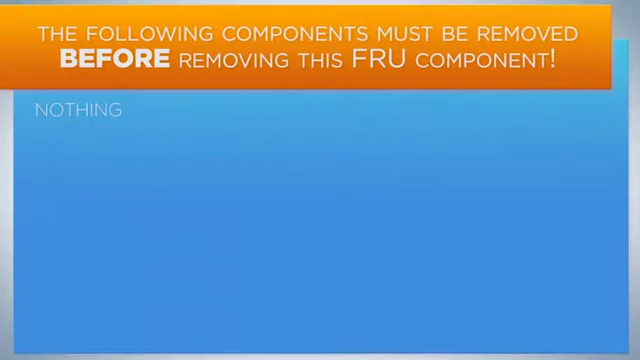 THE FOLLOWING COMPONENTS MUST BE REMOVED
BEFORE REMOVING THIS FRU COMPONENT!
NOTHING